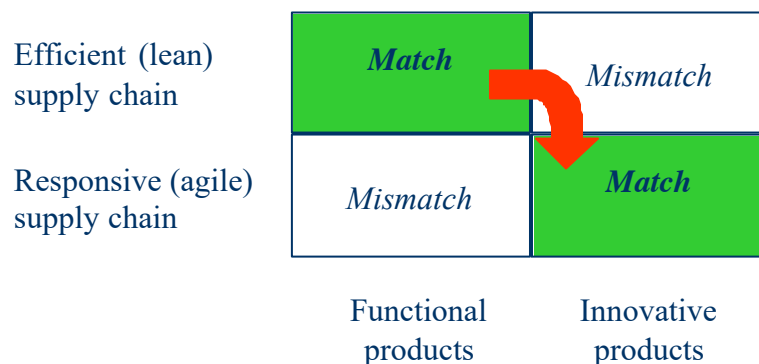 Efficient (lean)
supply chain
Match
Mismatch
Responsive (agile)
supply chain
Mismatch
Match
Functional
products
Innovative
products